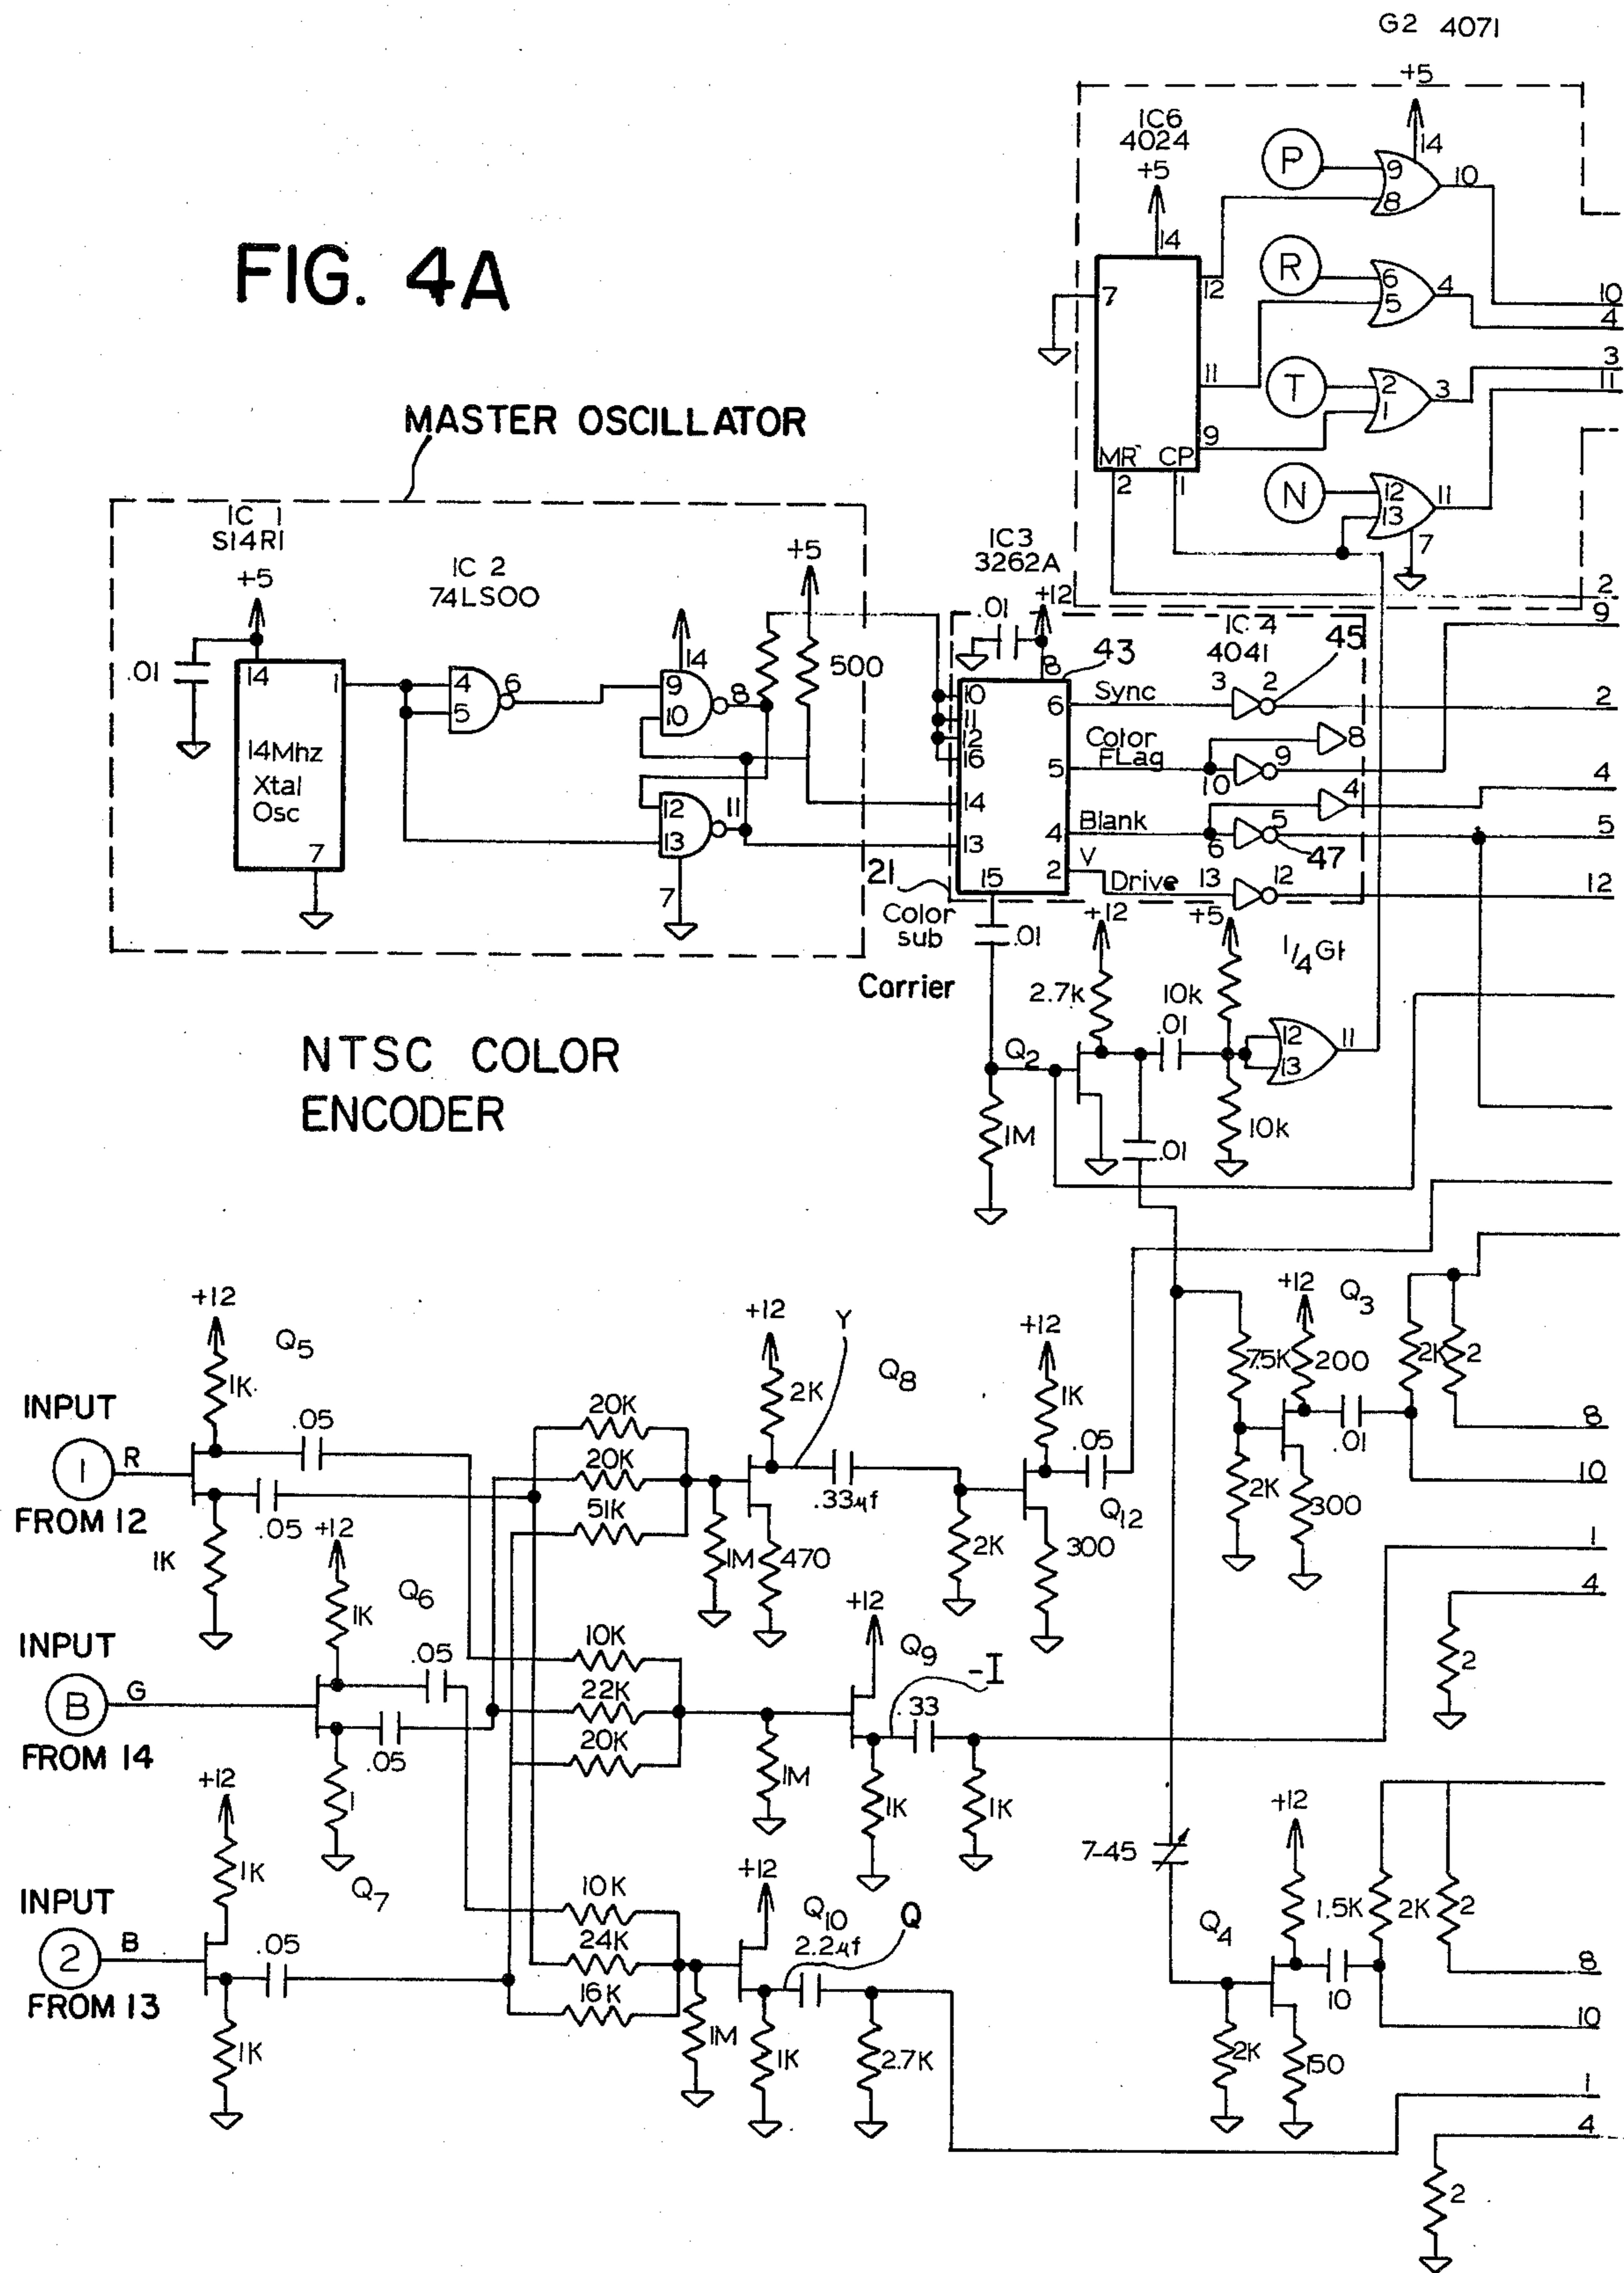 G2 4071
+5
IC6
4024
+5
14
P
9
8
14
10
R
6
5
4
T
2
1
3
N
12
13
11
7
7
12
11
9
MR CP
2
1
10
4
3
11
2
9
FIG. 4A
MASTER OSCILLATOR
IC 1
S14R1
+5
.01
14
1
14Mhz
Xtal
Osc
7
IC 2
74LS00
4
5
6
14
9
10
8
12
13
11
7
+5
500
IC3
3262A
.01
+12
8
43
10
11
12
16
14
13
15
6
5
4
2
Sync
Color
FLag
Blank
V
Drive
IC 4
4041
45
3
2
8
10
9
4
6
5
47
13
12
2
4
5
12
21
Color
sub
Carrier
.01
+12
2.7K
Q2
1M
.01
.01
+5
10k
10k
1/4 G1
12
13
11
NTSC COLOR
ENCODER
INPUT
1
R
FROM 12
+12
Q5
1K
.05
.05
1K
INPUT
B
G
FROM 14
+12
Q6
1K
.05
.05
1
INPUT
2
B
FROM 13
+12
Q7
1K
.05
1K
20K
20K
51K
10K
22K
20K
10K
24K
16K
+12
2K
Y
Q8
.33µf
1M
470
2K
+12
1K
.05
Q12
300
+12
Q9
-I
.33
1M
1K
1K
+12
Q10
Q
2.2µf
1M
1K
2.7K
+12
Q3
7.5K
200
2K
2
.01
2K
300
8
10
1
4
2
7-45
+12
Q4
1.5K
2K
2
10
2K
150
8
10
1
4
2